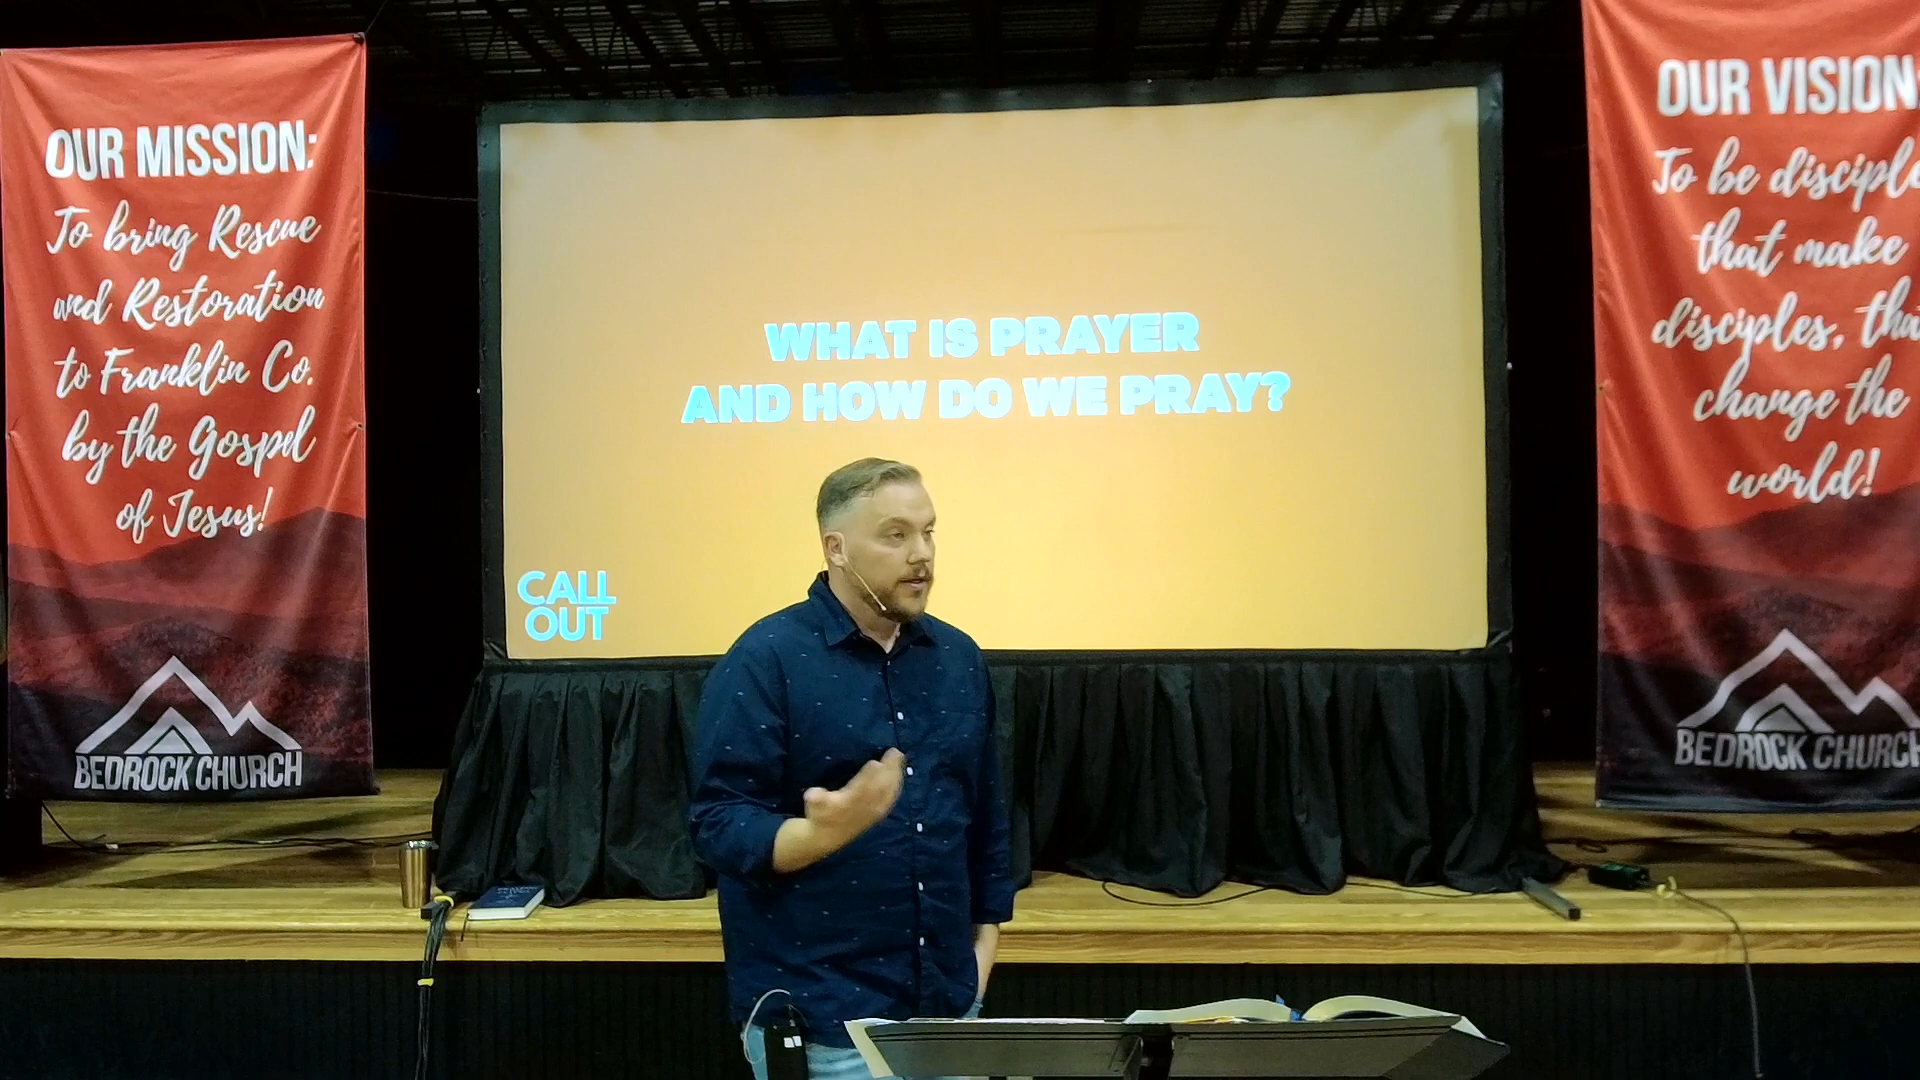 OUR MISSION:
To bring Rescue
and Restoration
to Franklin Co.
by the Gospel
of Jesus!
BEDROCK CHURCH
WHAT IS PRAYER
AND HOW DO WE PRAY?
CALL
OUT
OUR VISION:
To be disciple
that make
disciples, that
change the
world!
BEDROCK CHURCH